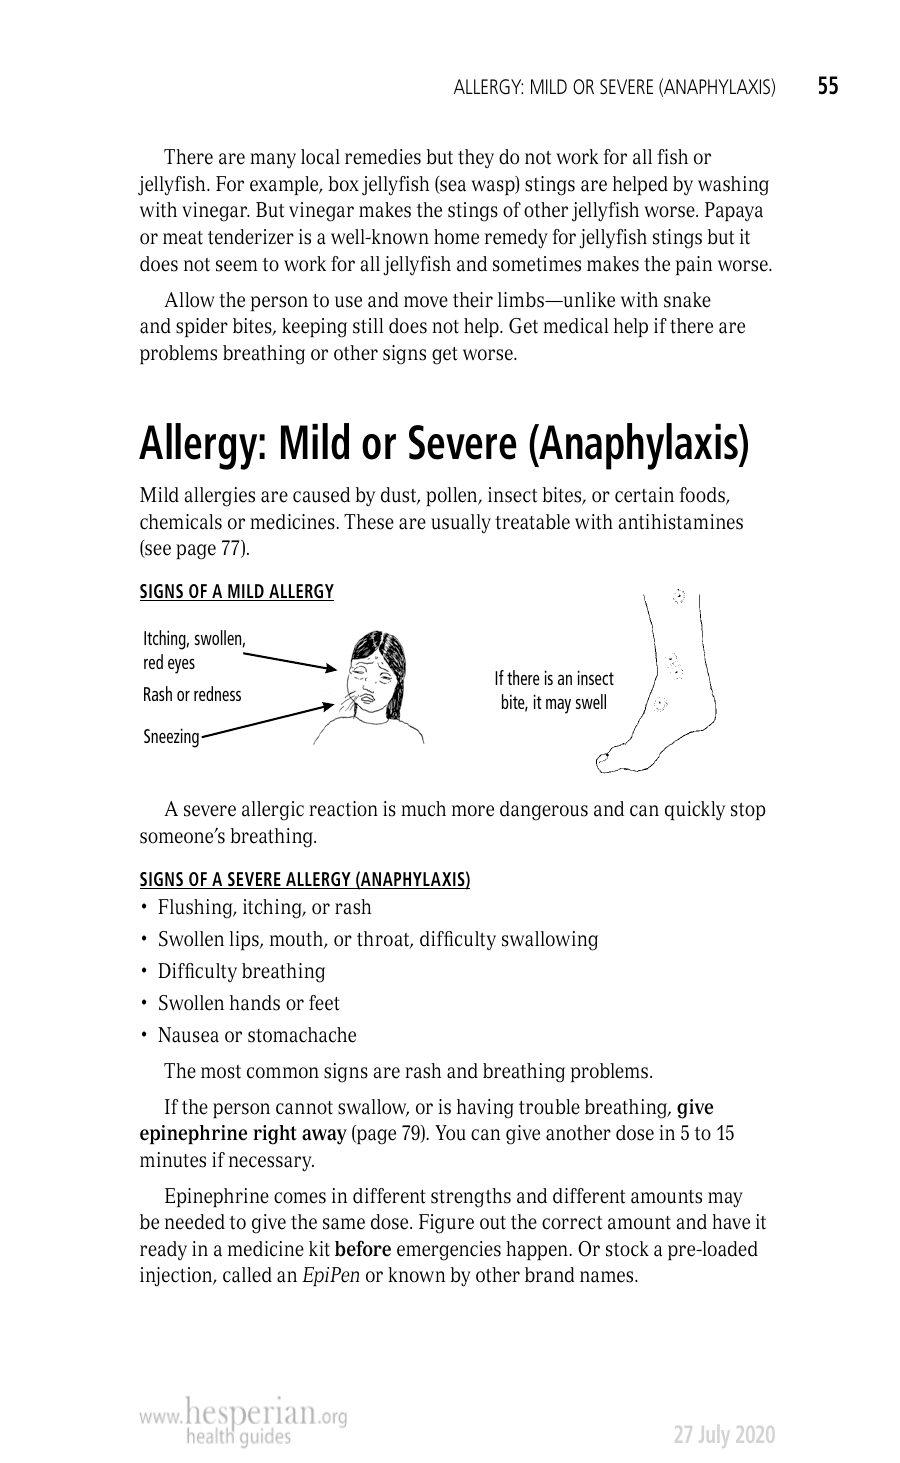 ALLERGY: MILD OR SEVERE (ANAPHYLAXIS) 55
There are many local remedies but they do not work for all fish or
jellyfish. For example, box jellyfish (sea wasp) stings are helped by washing
with vinegar. But vinegar makes the stings of other jellyfish worse. Papaya
or meat tenderizer is a well-known home remedy for jellyfish stings but it
does not seem to work for all jellyfish and sometimes makes the pain worse.
Allow the person to use and move their limbs—unlike with snake
and spider bites, keeping still does not help. Get medical help if there are
problems breathing or other signs get worse.
Allergy: Mild or Severe (Anaphylaxis)
Mild allergies are caused by dust, pollen, insect bites, or certain foods,
chemicals or medicines. These are usually treatable with antihistamines
(see page 77).
SIGNS OF A MILD ALLERGY
Itching, swollen,
red eyes
Rash or redness
Sneezing
If there is an insect
bite, it may swell
A severe allergic reaction is much more dangerous and can quickly stop
someone’s breathing.
SIGNS OF A SEVERE ALLERGY (ANAPHYLAXIS)
• Flushing, itching, or rash
• Swollen lips, mouth, or throat, difficulty swallowing
• Difficulty breathing
• Swollen hands or feet
• Nausea or stomachache
The most common signs are rash and breathing problems.
If the person cannot swallow, or is having trouble breathing, give
epinephrine right away (page 79). You can give another dose in 5 to 15
minutes if necessary.
Epinephrine comes in different strengths and different amounts may
be needed to give the same dose. Figure out the correct amount and have it
ready in a medicine kit before emergencies happen. Or stock a pre-loaded
injection, called an EpiPen or known by other brand names.
www.hesperian.org
health guides
27 July 2020